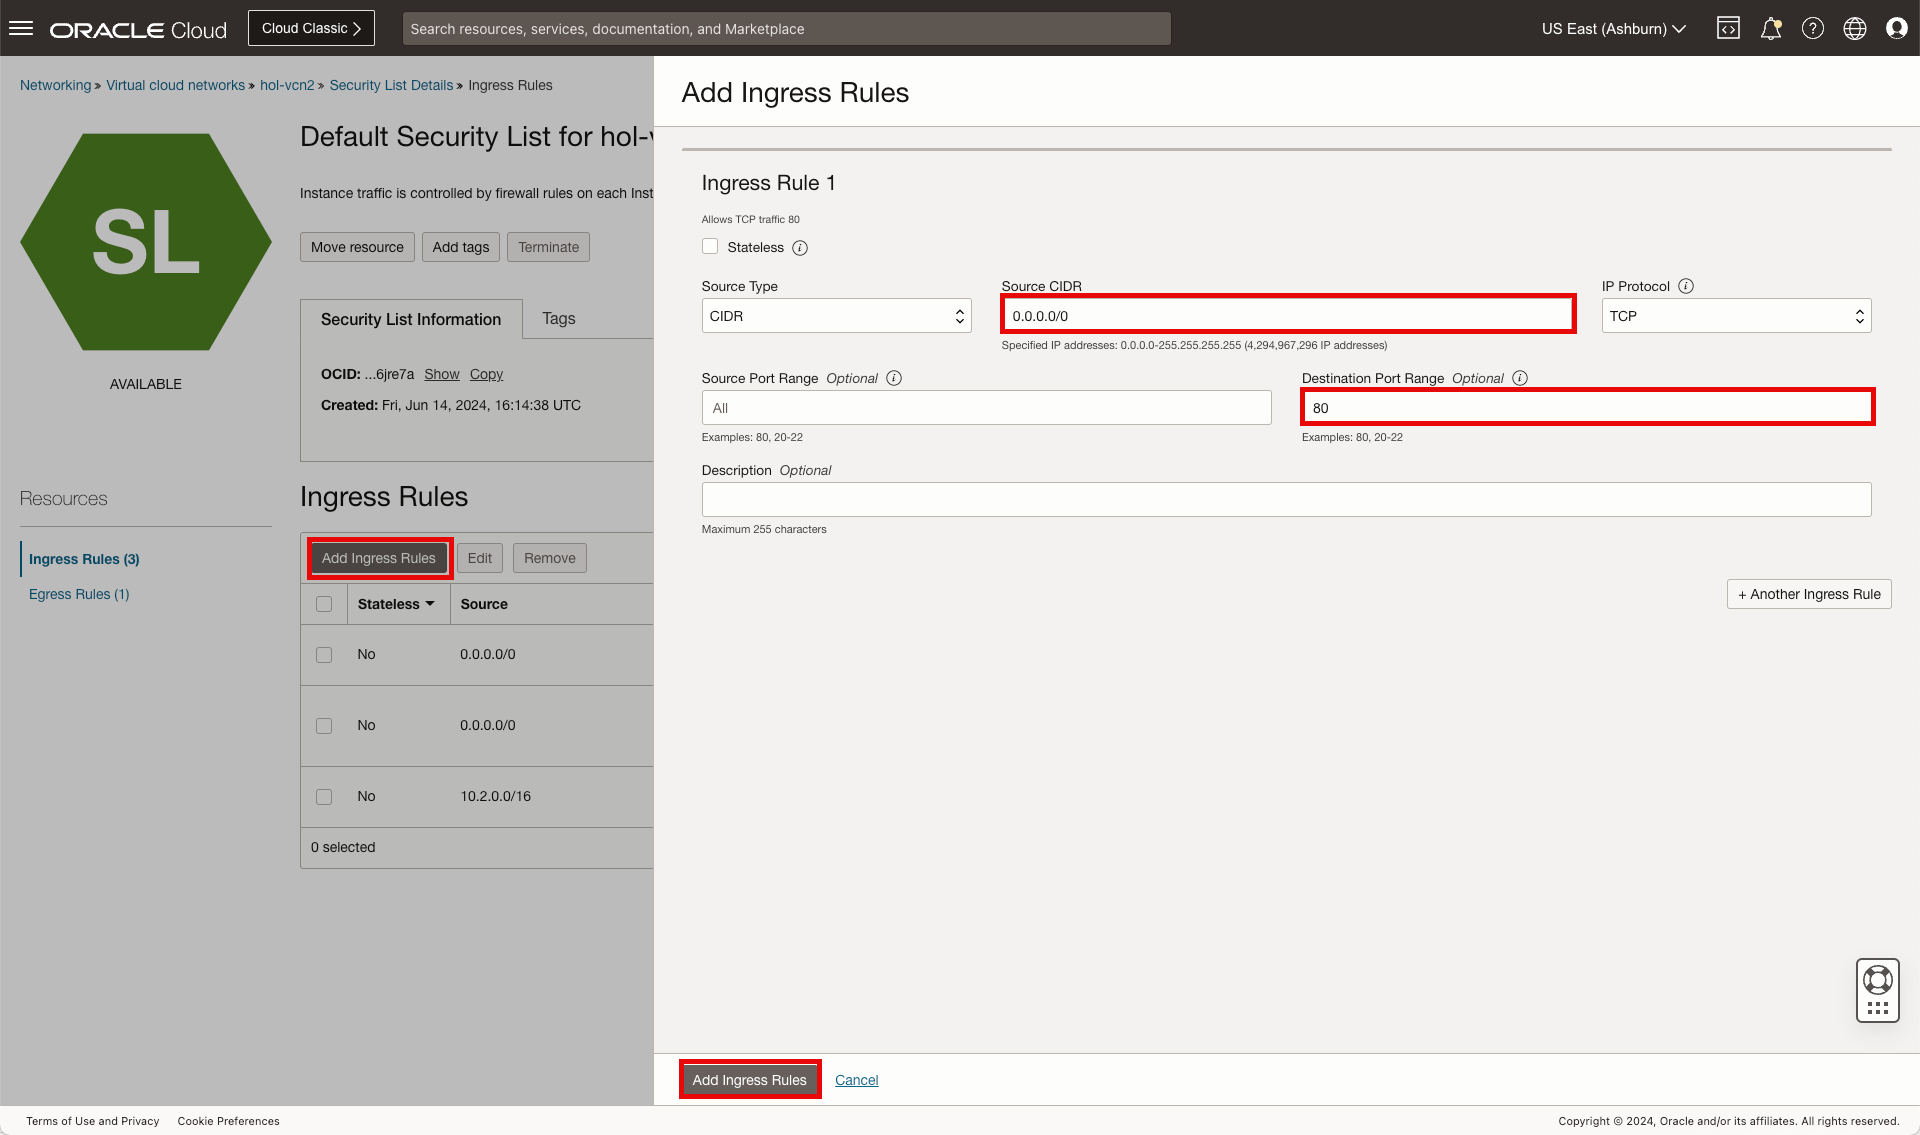 ORACLE Cloud
Cloud Classic
Search resources, services, documentation, and Marketplace
US East (Ashburn)
Networking » Virtual cloud networks » hol-vcn2 » Security List Details » Ingress Rules
SL
AVAILABLE
Default Security List for hol-v
Instance traffic is controlled by firewall rules on each Inst
Move resource
Add tags
Terminate
Security List Information
Tags
OCID: ...6jre7a Show Copy
Created: Fri, Jun 14, 2024, 16:14:38 UTC
Resources
Ingress Rules (3)
Egress Rules (1)
Ingress Rules
Add Ingress Rules
Edit
Remove
Stateless
Source
No
0.0.0.0/0
No
0.0.0.0/0
No
10.2.0.0/16
0 selected
Add Ingress Rules
Ingress Rule 1
Allows TCP traffic 80
Stateless
Source Type
CIDR
Source CIDR
0.0.0.0/0
Specified IP addresses: 0.0.0.0-255.255.255.255 (4,294,967,296 IP addresses)
IP Protocol
TCP
Source Port Range Optional
All
Examples: 80, 20-22
Destination Port Range Optional
80
Examples: 80, 20-22
Description Optional
Maximum 255 characters
+ Another Ingress Rule
Add Ingress Rules
Cancel
Terms of Use and Privacy
Cookie Preferences
Copyright © 2024, Oracle and/or its affiliates. All rights reserved.